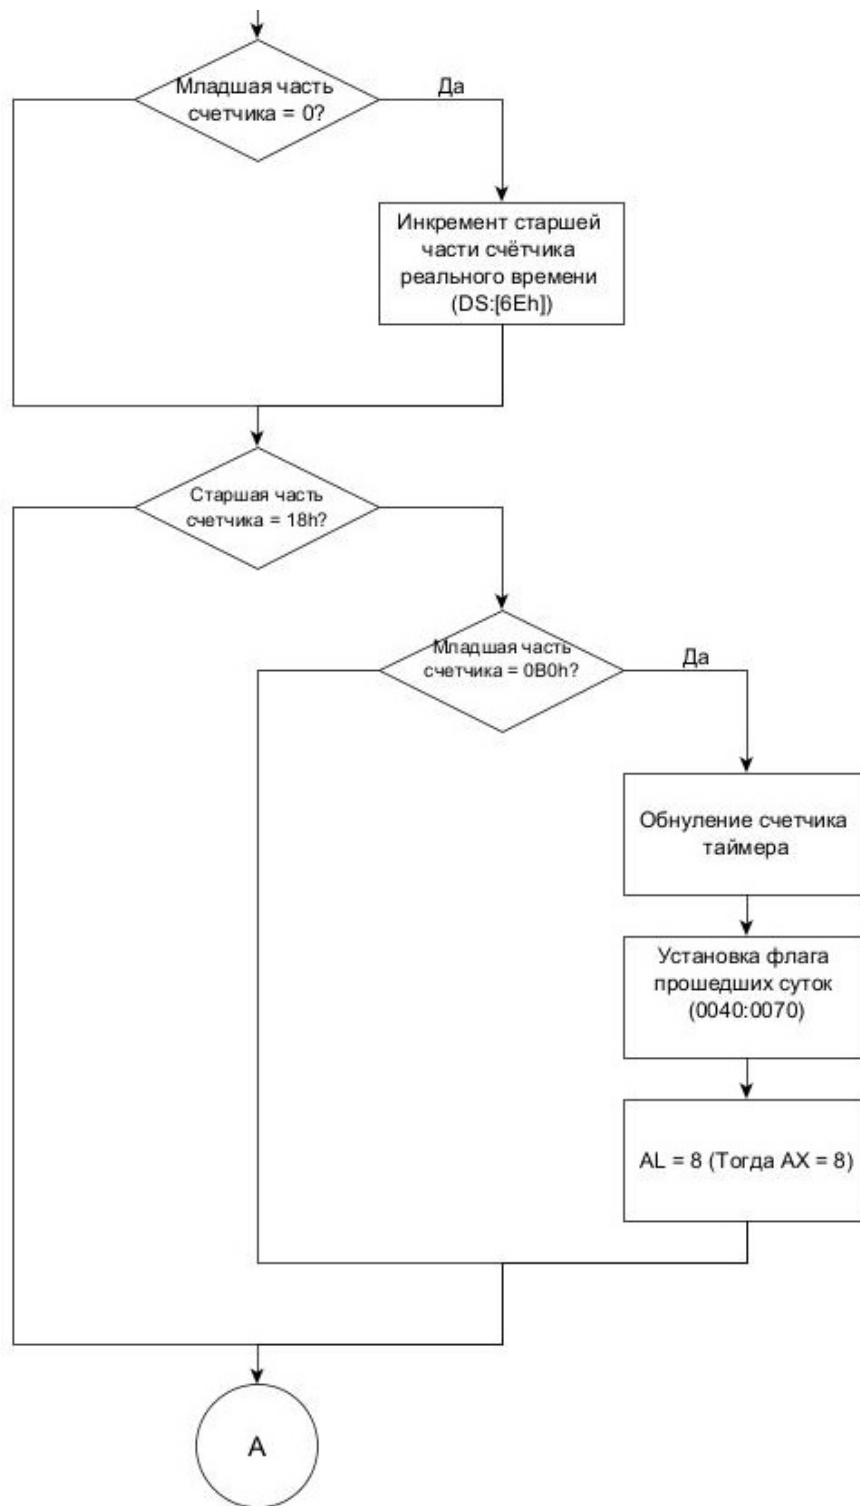 Младшая часть
счетчика = 0?
Да
Инкремент старшей
части счётчика
реального времени
(DS:[6Eh])
Старшая часть
счетчика = 18h?
Младшая часть
счетчика = 0B0h?
Да
Обнуление счетчика
таймера
Установка флага
прошедших суток
(0040:0070)
AL = 8 (Тогда AX = 8)
A